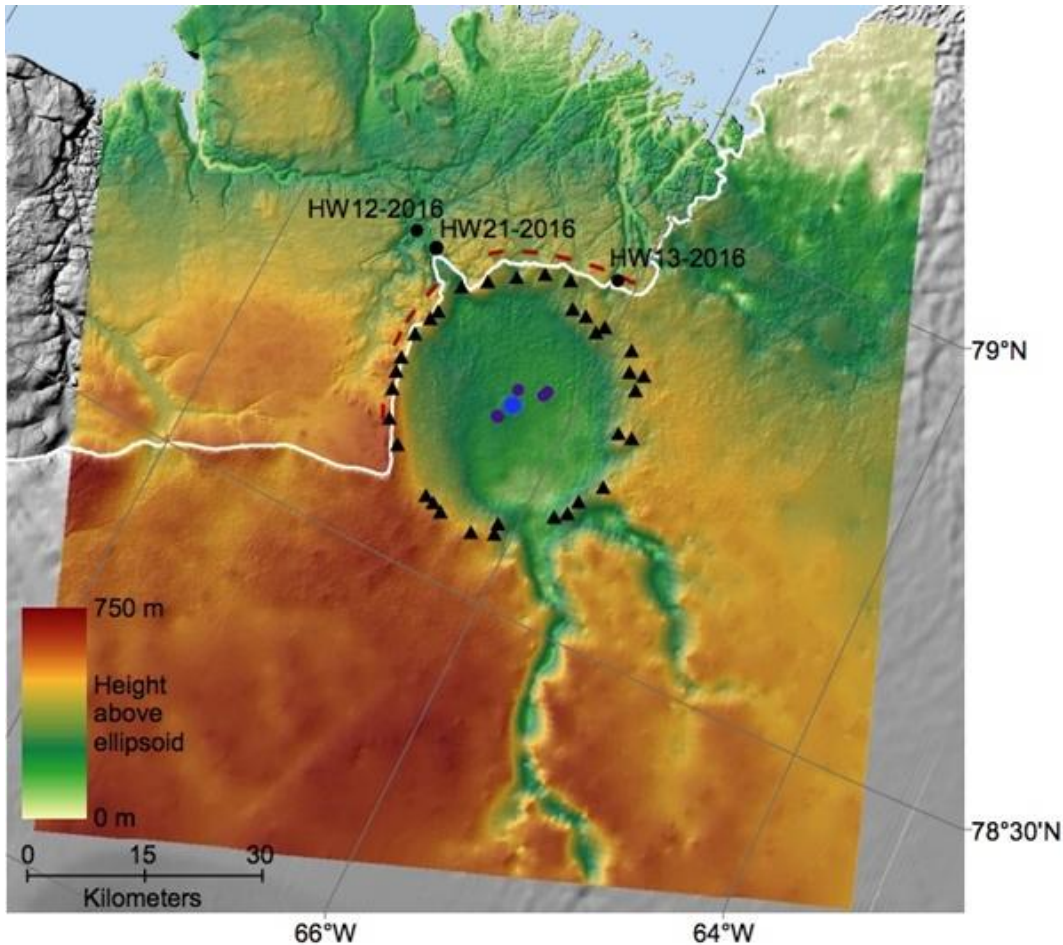 HW12-2016
HW21-2016
HW13-2016
79°N
750 m
Height
above
ellipsoid
0 m
78°30'N
0 15 30
Kilometers
66°W 64°W